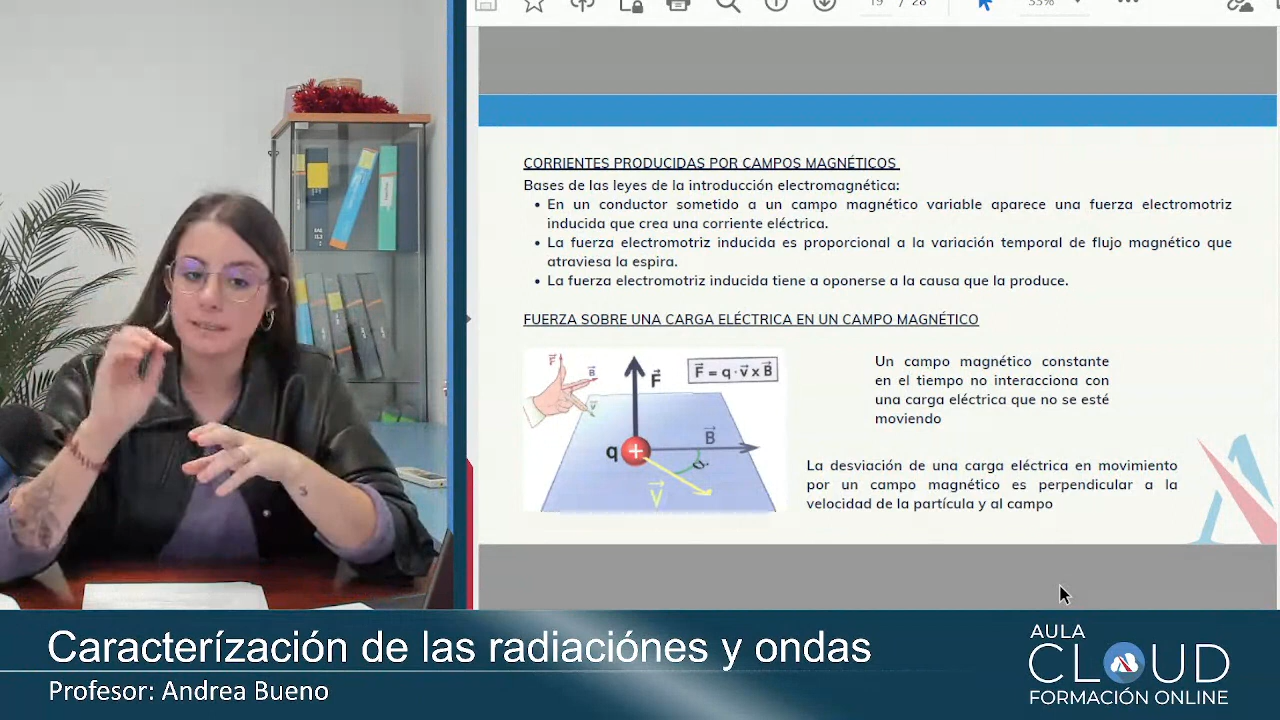 19 / 28
33%
CORRIENTES PRODUCIDAS POR CAMPOS MAGNÉTICOS
Bases de las leyes de la introducción electromagnética:
• En un conductor sometido a un campo magnético variable aparece una fuerza electromotriz
inducida que crea una corriente eléctrica.
• La fuerza electromotriz inducida es proporcional a la variación temporal de flujo magnético que
atraviesa la espira.
• La fuerza electromotriz inducida tiene a oponerse a la causa que la produce.
FUERZA SOBRE UNA CARGA ELÉCTRICA EN UN CAMPO MAGNÉTICO
F
B
V
F
F = q · v x B
q
+
B
α
V
Un campo magnético constante
en el tiempo no interacciona con
una carga eléctrica que no se esté
moviendo
La desviación de una carga eléctrica en movimiento
por un campo magnético es perpendicular a la
velocidad de la partícula y al campo
Caracterízación de las radiaciónes y ondas
Profesor: Andrea Bueno
AULA
CLOUD
FORMACIÓN ONLINE